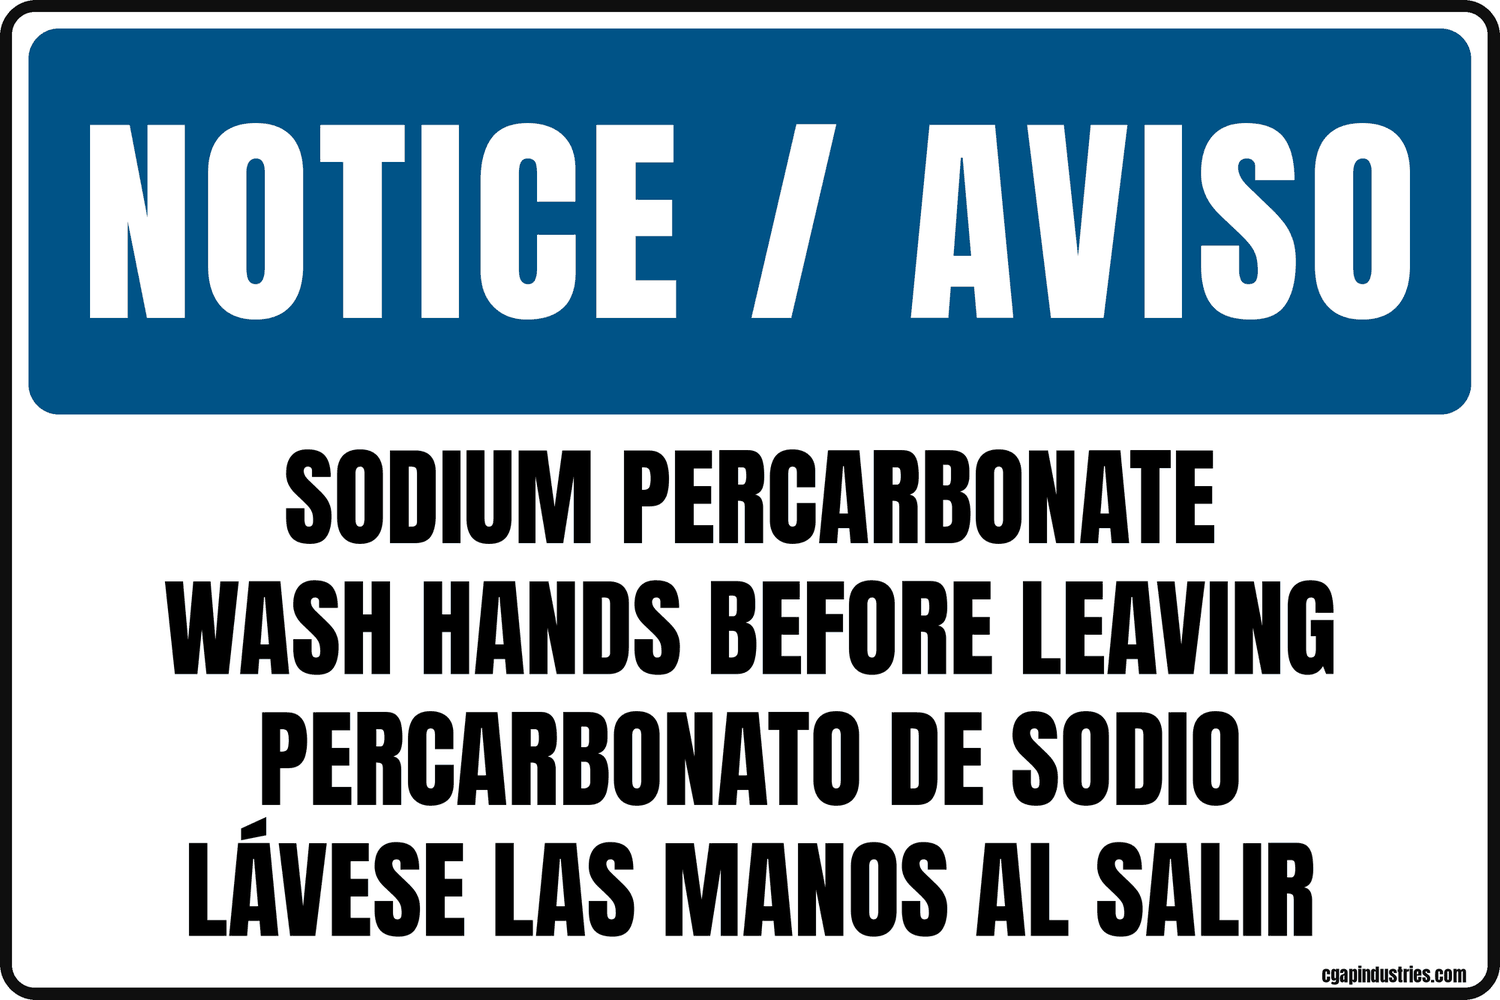 NOTICE / AVISO
SODIUM PERCARBONATE
WASH HANDS BEFORE LEAVING
PERCARBONATO DE SODIO
LÁVESE LAS MANOS AL SALIR
cgapindustries.com